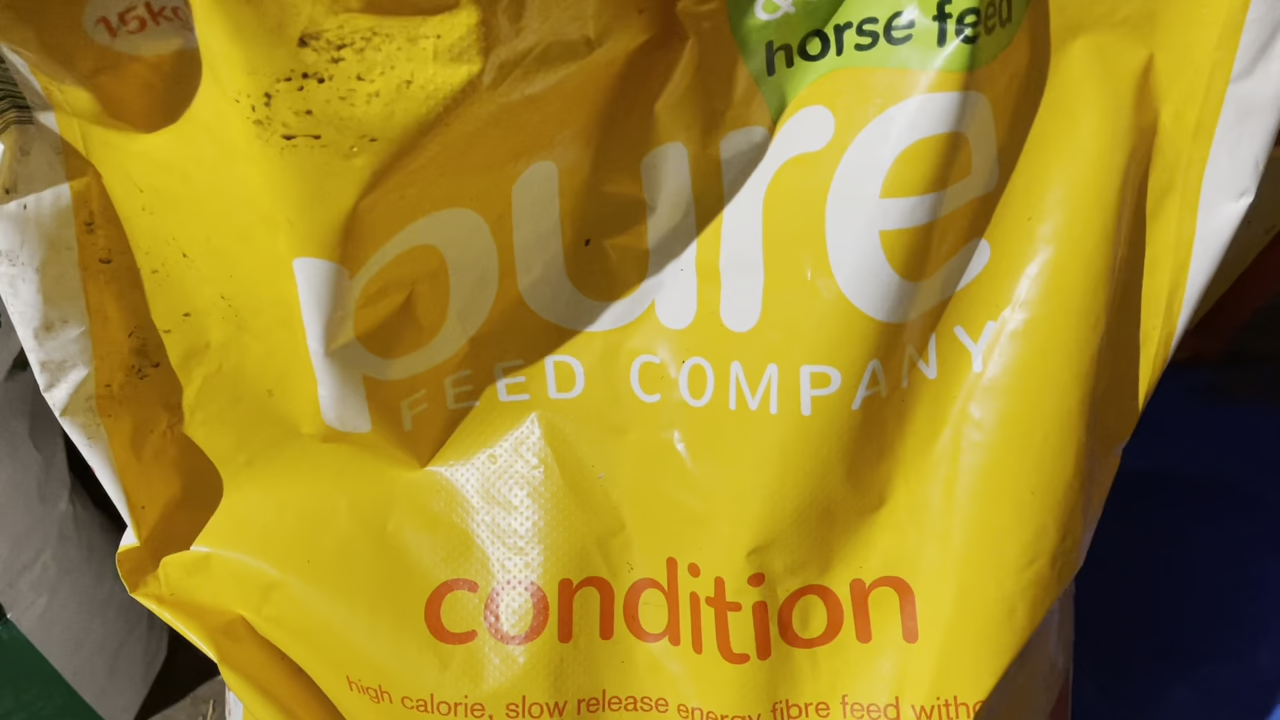 15kg
&
horse feed
pure
FEED COMPANY
condition
high calorie, slow release energy fibre feed